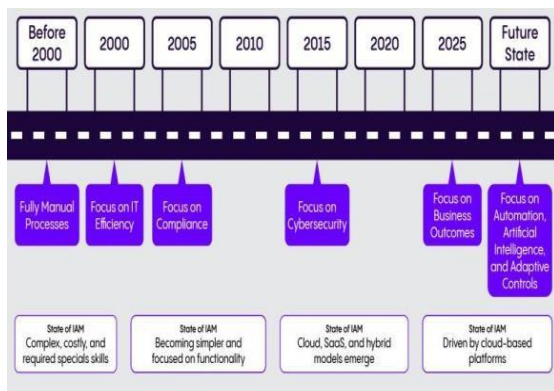 Before
2000
2000
2005
2010
2015
2020
2025
Future
State
Fully Manual
Processes
Focus on IT
Efficiency
Focus on
Compliance
Focus on
Cybersecurity
Focus on
Business
Outcomes
Focus on
Automation,
Artificial
Intelligence,
and Adaptive
Controls
State of IAM
Complex, costly, and
required specials skills
State of IAM
Becoming simpler and
focused on functionality
State of IAM
Cloud, SaaS, and hybrid
models emerge
State of IAM
Driven by cloud-based
platforms